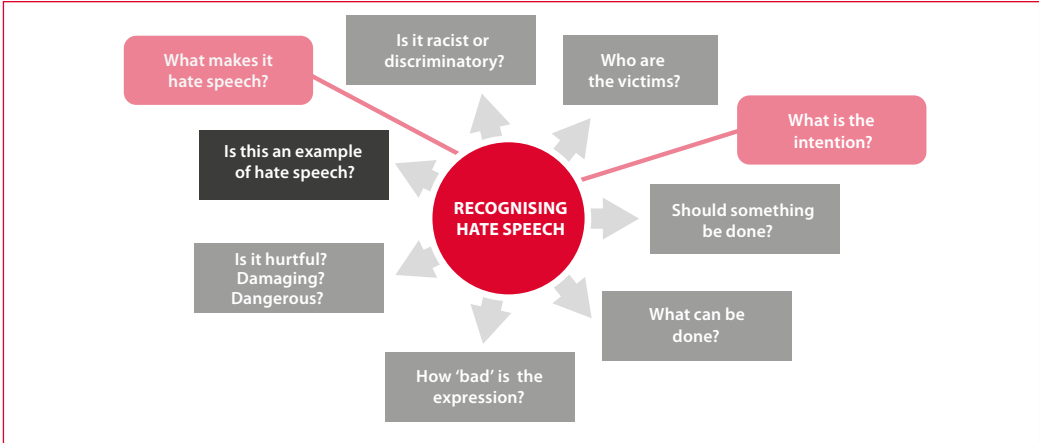 Is it racist or
discriminatory?
What makes it
hate speech?
Who are
the victims?
What is the
intention?
Is this an example
of hate speech?
RECOGNISING
HATE SPEECH
Should something
be done?
Is it hurtful?
Damaging?
Dangerous?
What can be
done?
How ‘bad’ is the
expression?